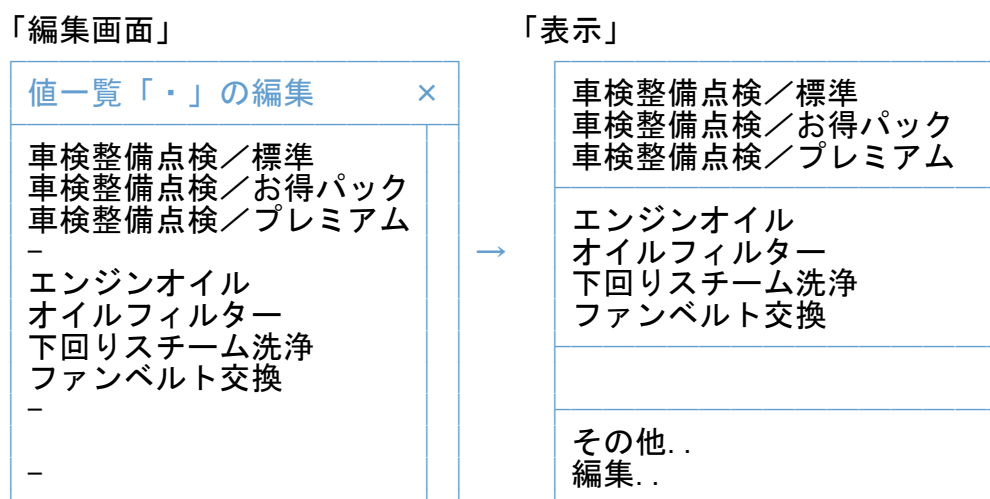 「編集画面」
値一覧「・」の編集 ×
車検整備点検／標準
車検整備点検／お得パック
車検整備点検／プレミアム
–
エンジンオイル
オイルフィルター
下回りスチーム洗浄
ファンベルト交換
–
–
→
「表示」
車検整備点検／標準
車検整備点検／お得パック
車検整備点検／プレミアム
エンジンオイル
オイルフィルター
下回りスチーム洗浄
ファンベルト交換
その他..
編集..